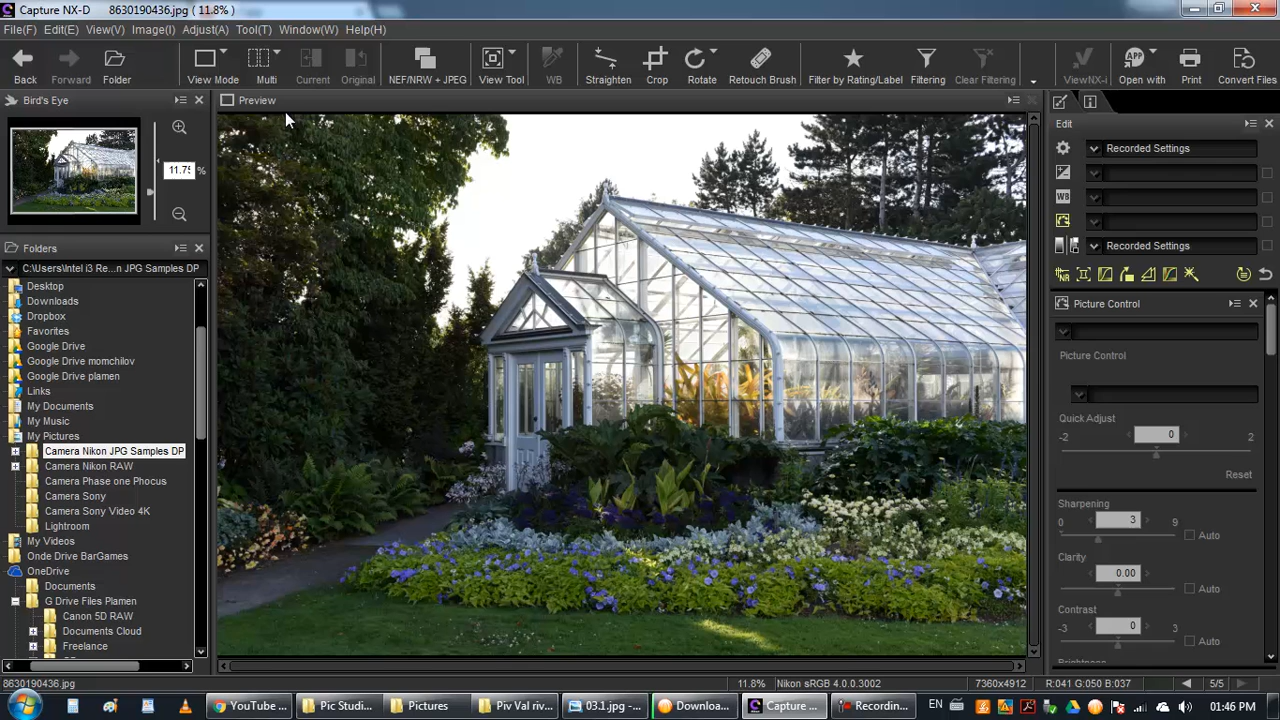 Capture NX-D 8630190436.jpg ( 11.8% )
File(F) Edit(E) View(V) Image(I) Adjust(A) Tool(T) Window(W) Help(H)
Back Forward Folder View Mode Multi Current Original NEF/NRW + JPEG View Tool WB Straighten Crop Rotate Retouch Brush Filter by Rating/Label Filtering Clear Filtering ViewNX-i Open with Print Convert Files
APP
Bird's Eye
Preview
Edit
Recorded Settings
%
WB
Recorded Settings
Folders
C:\Users\Intel i3 Re...n JPG Samples DP
Desktop
Downloads
Dropbox
Favorites
Google Drive
Google Drive momchilov
Google Drive plamen
Links
My Documents
My Music
My Pictures
Camera Nikon JPG Samples DP
Camera Nikon RAW
Camera Phase one Phocus
Camera Sony
Camera Sony Video 4K
Lightroom
My Videos
Onde Drive BarGames
OneDrive
Documents
G Drive Files Plamen
Canon 5D RAW
Documents Cloud
Freelance
Picture Control
Picture Control
Quick Adjust
-2 0 2
Reset
Sharpening
0 3 9 Auto
Clarity
0.00 Auto
Contrast
-3 0 3 Auto
8630190436.jpg 11.8% Nikon sRGB 4.0.0.3002 7360x4912 R:041 G:050 B:037 5/5
YouTube ... Pic Studi... Pictures Piv Val riv... 03.1.jpg -... Downloa... Capture ... Recordin... EN 01:46 PM